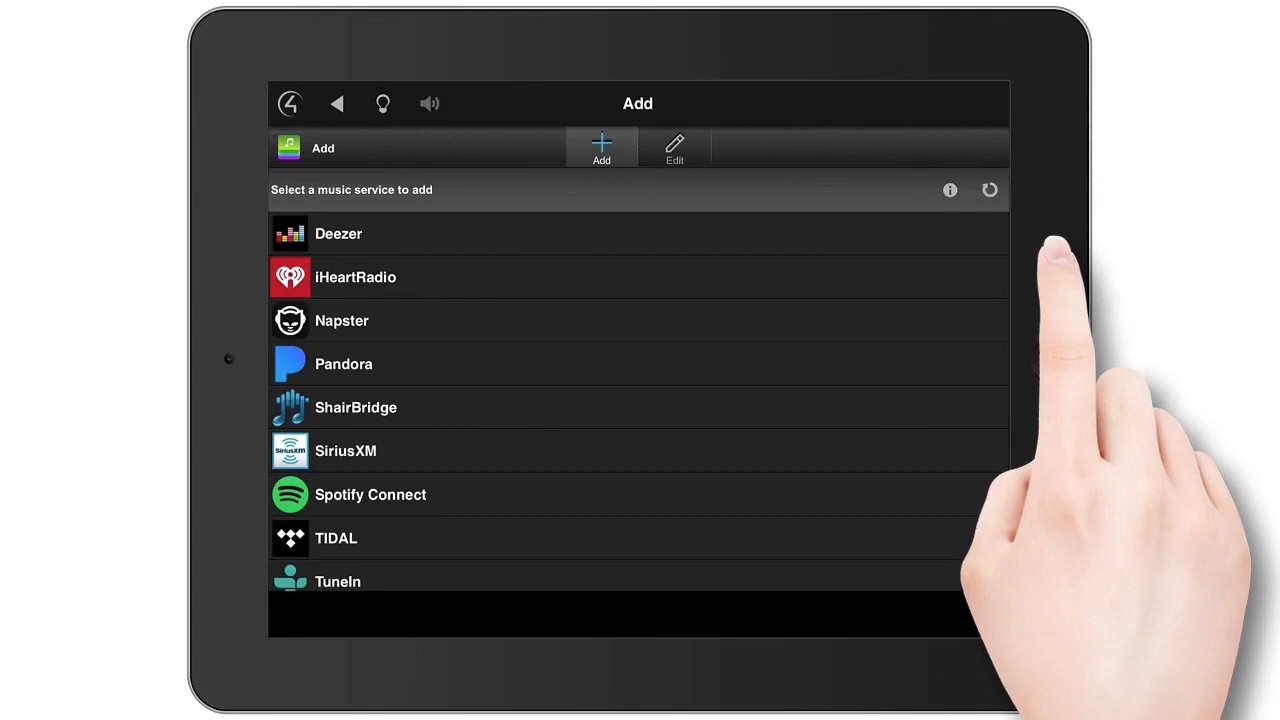 Add
Add
Add
Edit
Select a music service to add
Deezer
iHeartRadio
Napster
Pandora
ShairBridge
SiriusXM
SiriusXM
Spotify Connect
TIDAL
TuneIn